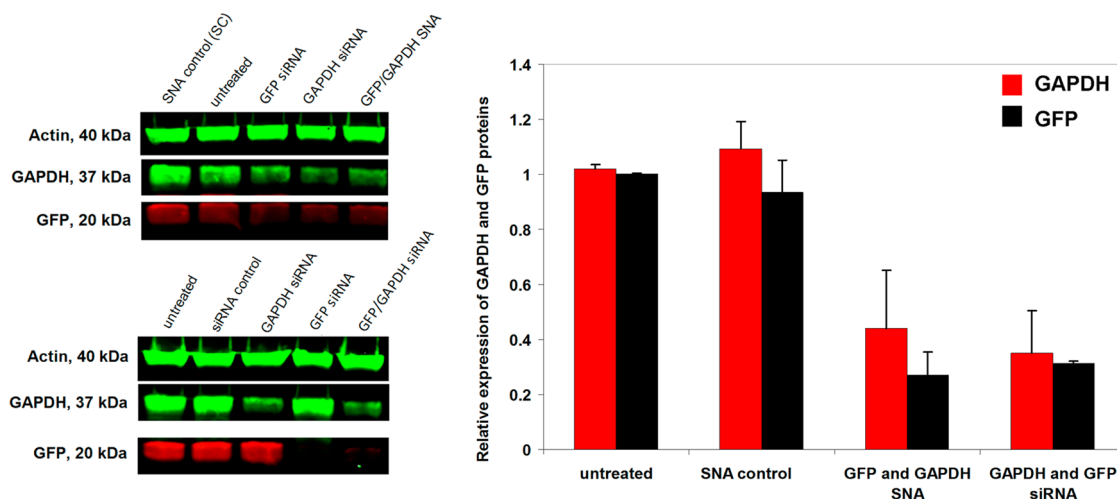 SNA control (SC)
untreated
GFP siRNA
GAPDH siRNA
GFP/GAPDH SNA
Actin, 40 kDa
GAPDH, 37 kDa
GFP, 20 kDa
untreated
siRNA control
GAPDH siRNA
GFP siRNA
GFP/GAPDH siRNA
Actin, 40 kDa
GAPDH, 37 kDa
GFP, 20 kDa
Relative expression of GAPDH and GFP proteins
1.4
1.2
1
0.8
0.6
0.4
0.2
0
GAPDH
GFP
untreated
SNA control
GFP and GAPDH
SNA
GAPDH and GFP
siRNA